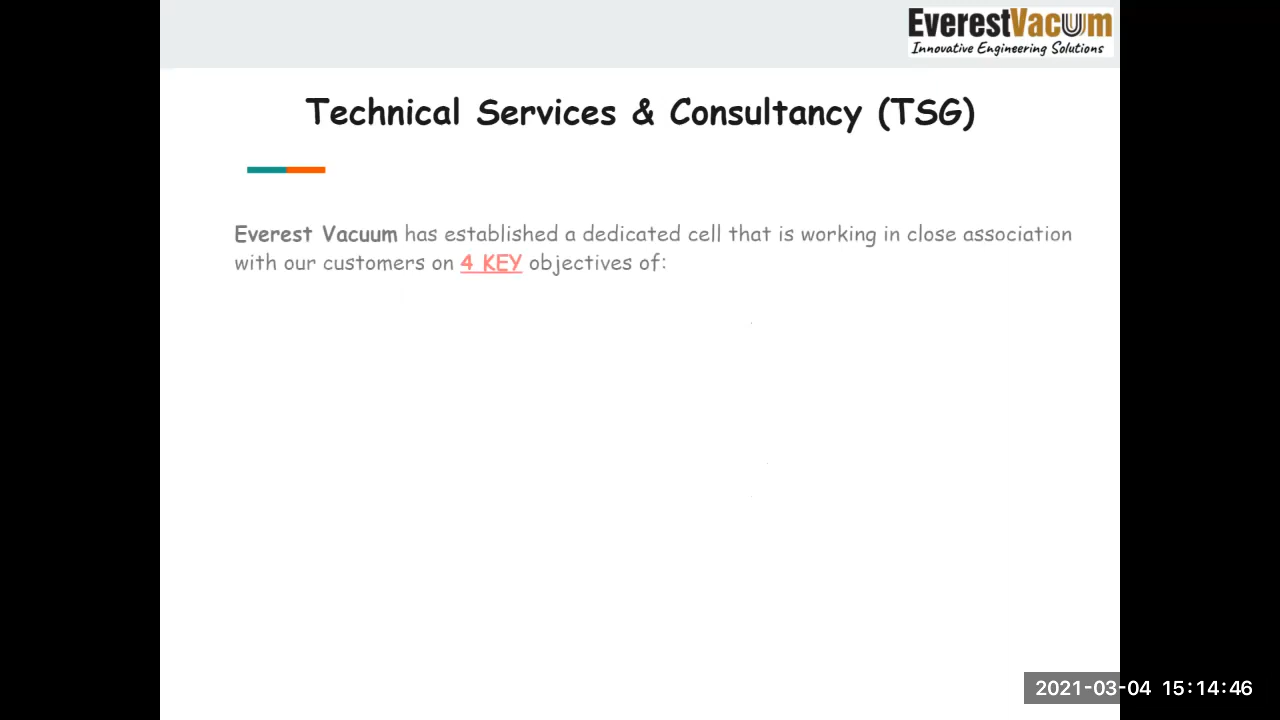 EverestVacuum
Innovative Engineering Solutions
Technical Services & Consultancy (TSG)
Everest Vacuum has established a dedicated cell that is working in close association
with our customers on 4 KEY objectives of:
2021-03-04 15:14:46